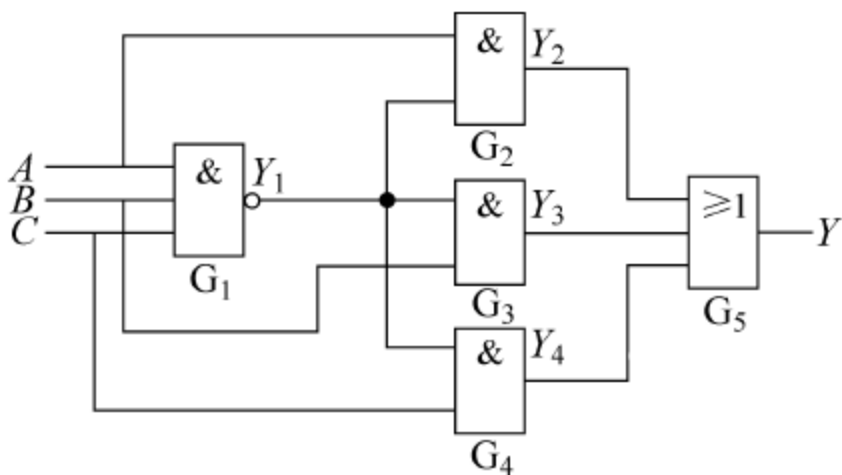 & Y₂
G₂
A
B
C
& Y₁
G₁
& Y₃
G₃
≥1 Y
G₅
& Y₄
G₄